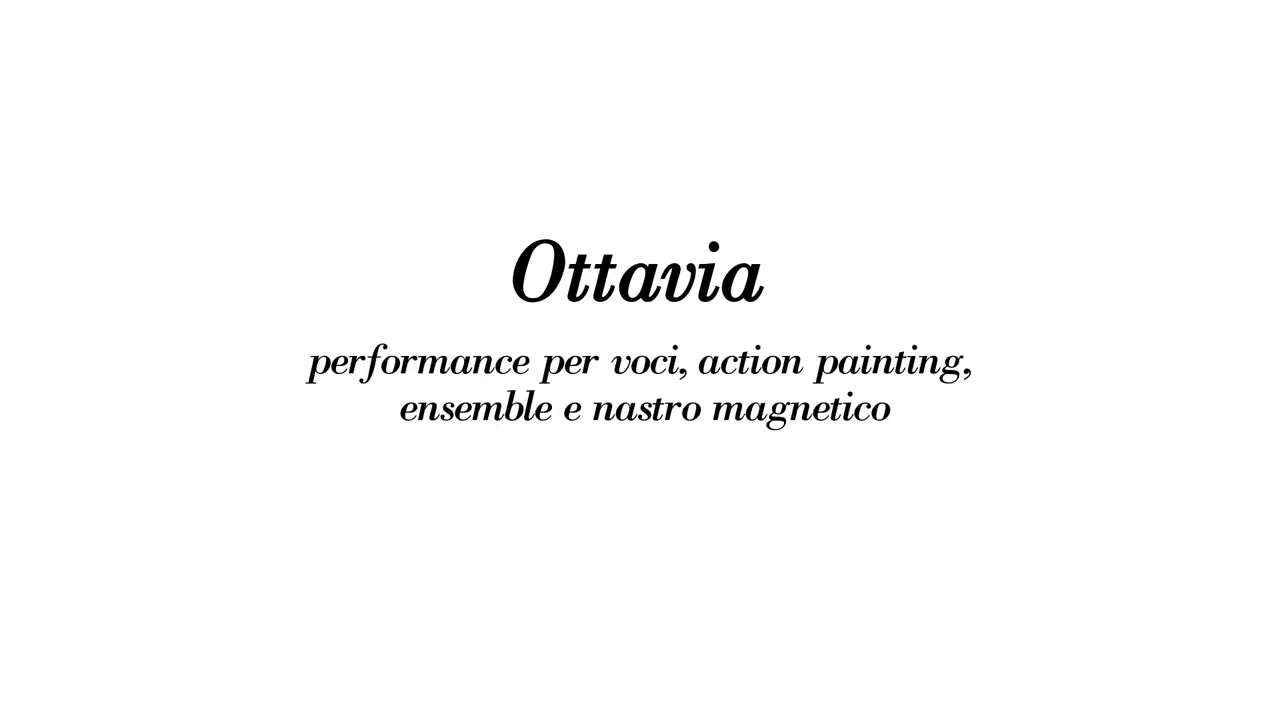 Ottavia
performance per voci, action painting,
ensemble e nastro magnetico